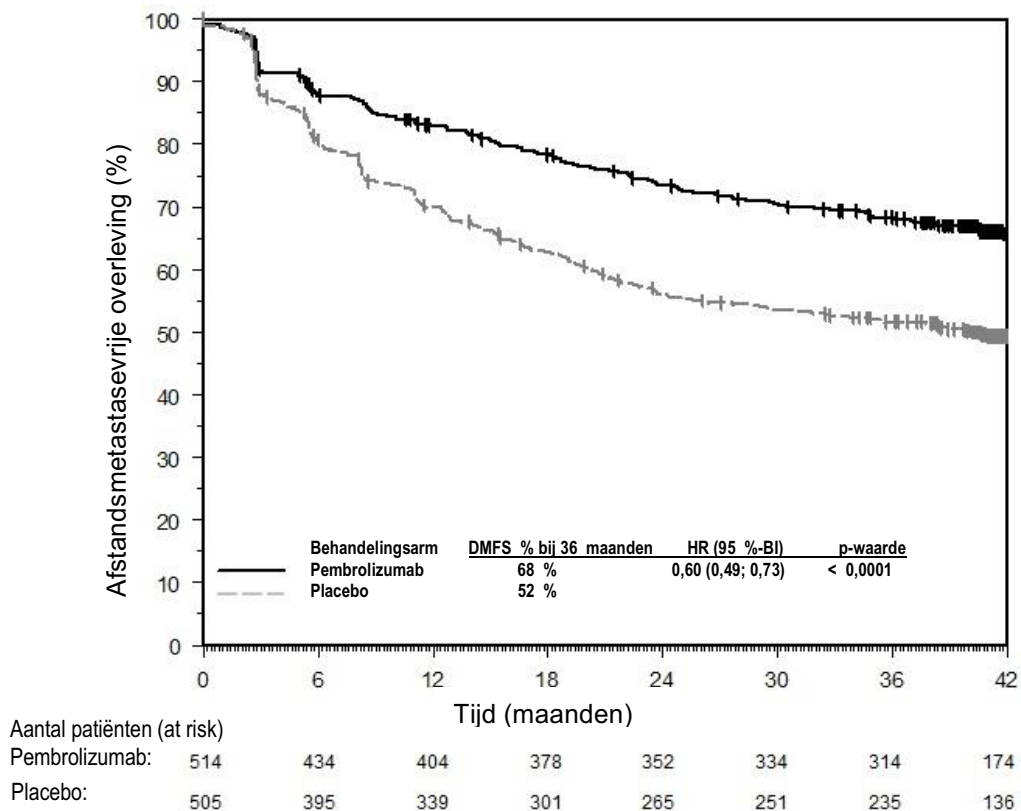 Afstandsmetastasevrije overleving (%)
100
90
80
70
60
50
40
30
20
10
0
Behandelingsarm DMFS % bij 36 maanden HR (95 %-BI) p-waarde
Pembrolizumab 68 % 0,60 (0,49; 0,73) < 0,0001
Placebo 52 %
0 6 12 18 24 30 36 42
Tijd (maanden)
Aantal patiënten (at risk)
Pembrolizumab: 514 434 404 378 352 334 314 174
Placebo: 505 395 339 301 265 251 235 136